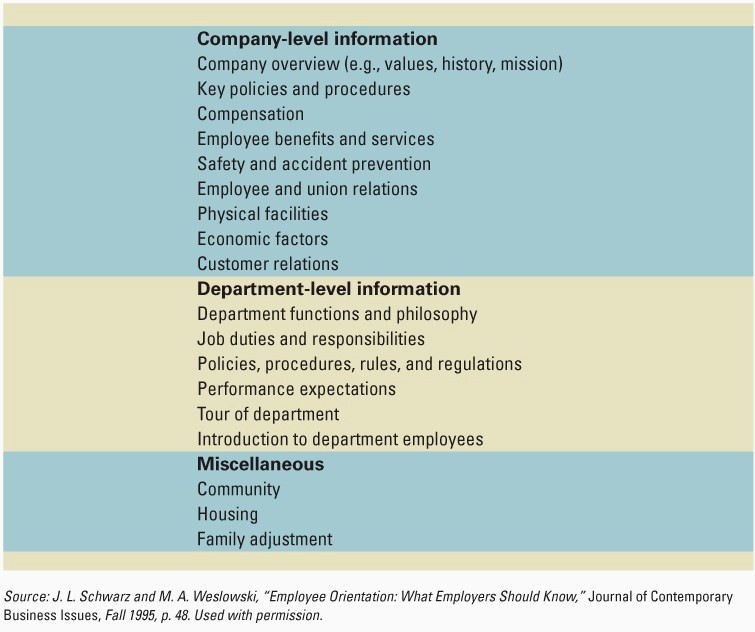 Company-level information
Company overview (e.g., values, history, mission)
Key policies and procedures
Compensation
Employee benefits and services
Safety and accident prevention
Employee and union relations
Physical facilities
Economic factors
Customer relations
Department-level information
Department functions and philosophy
Job duties and responsibilities
Policies, procedures, rules, and regulations
Performance expectations
Tour of department
Introduction to department employees
Miscellaneous
Community
Housing
Family adjustment
Source: J. L. Schwarz and M. A. Weslowski, “Employee Orientation: What Employers Should Know,” Journal of Contemporary
Business Issues, Fall 1995, p. 48. Used with permission.